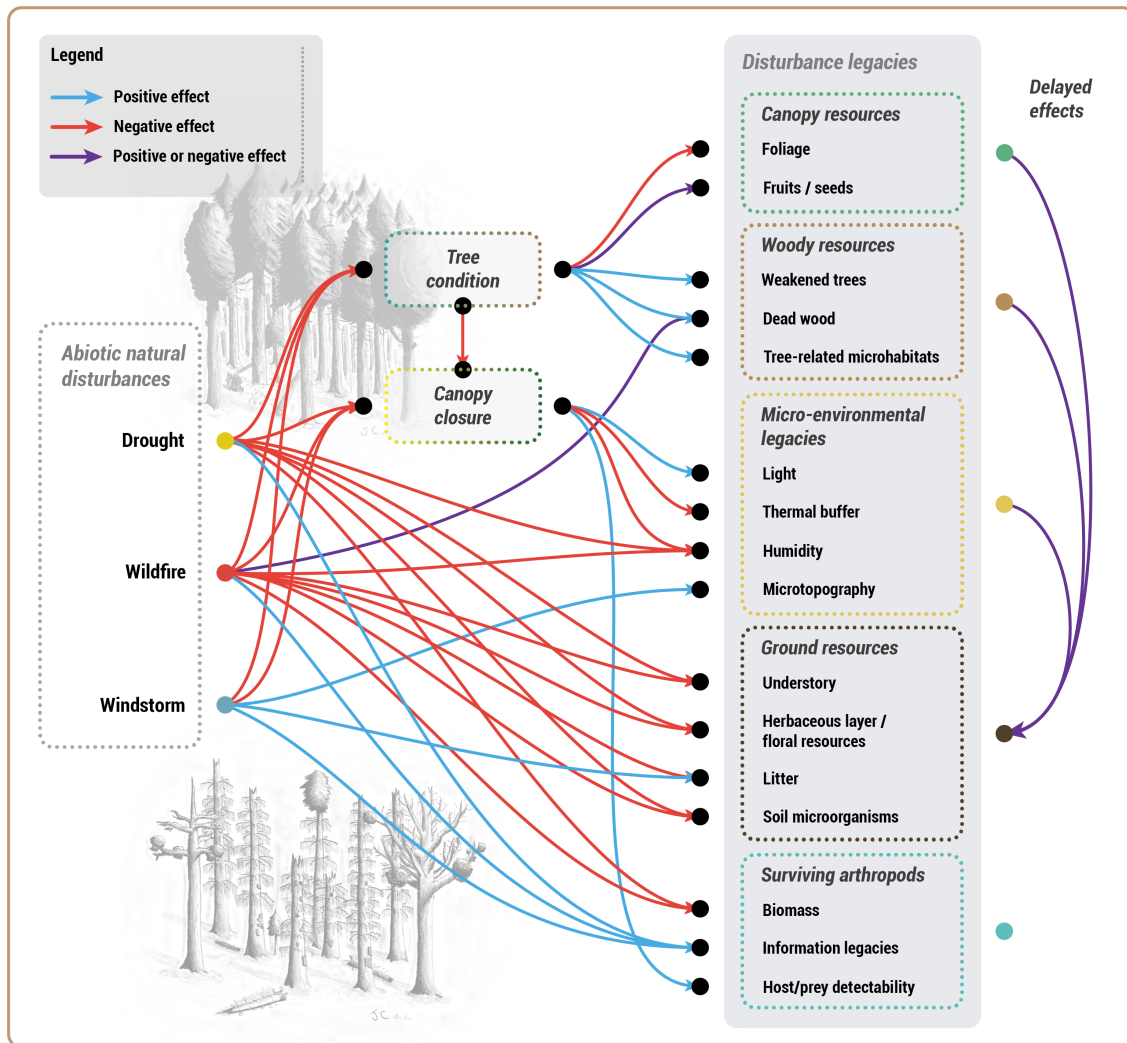 Legend
Positive effect
Negative effect
Positive or negative effect
Abiotic natural
disturbances
Drought
Wildfire
Windstorm
Tree
condition
Canopy
closure
Disturbance legacies
Canopy resources
Foliage
Fruits / seeds
Woody resources
Weakened trees
Dead wood
Tree-related microhabitats
Micro-environmental
legacies
Light
Thermal buffer
Humidity
Microtopography
Ground resources
Understory
Herbaceous layer /
floral resources
Litter
Soil microorganisms
Surviving arthropods
Biomass
Information legacies
Host/prey detectability
Delayed
effects